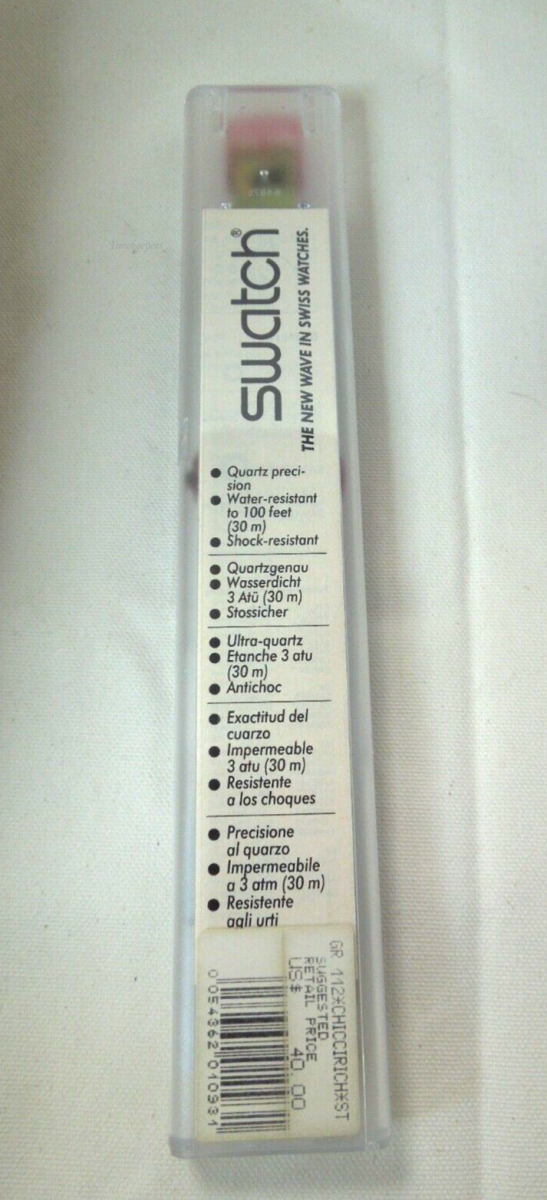 swatch®
THE NEW WAVE IN SWISS WATCHES.
● Quartz preci-
sion
● Water-resistant
to 100 feet
(30 m)
● Shock-resistant
● Quartzgenau
● Wasserdicht
3 Atü (30 m)
● Stossicher
● Ultra-quartz
● Etanche 3 atu
(30 m)
● Antichoc
● Exactitud del
cuarzo
● Impermeable
3 atu (30 m)
● Resistente
a los choques
● Precisione
al quarzo
● Impermeabile
a 3 atm (30 m)
● Resistente
agli urti
GR 112*CHICCIRICH*ST
SUGGESTED
RETAIL PRICE
US$ 40.00
0 054362 010931